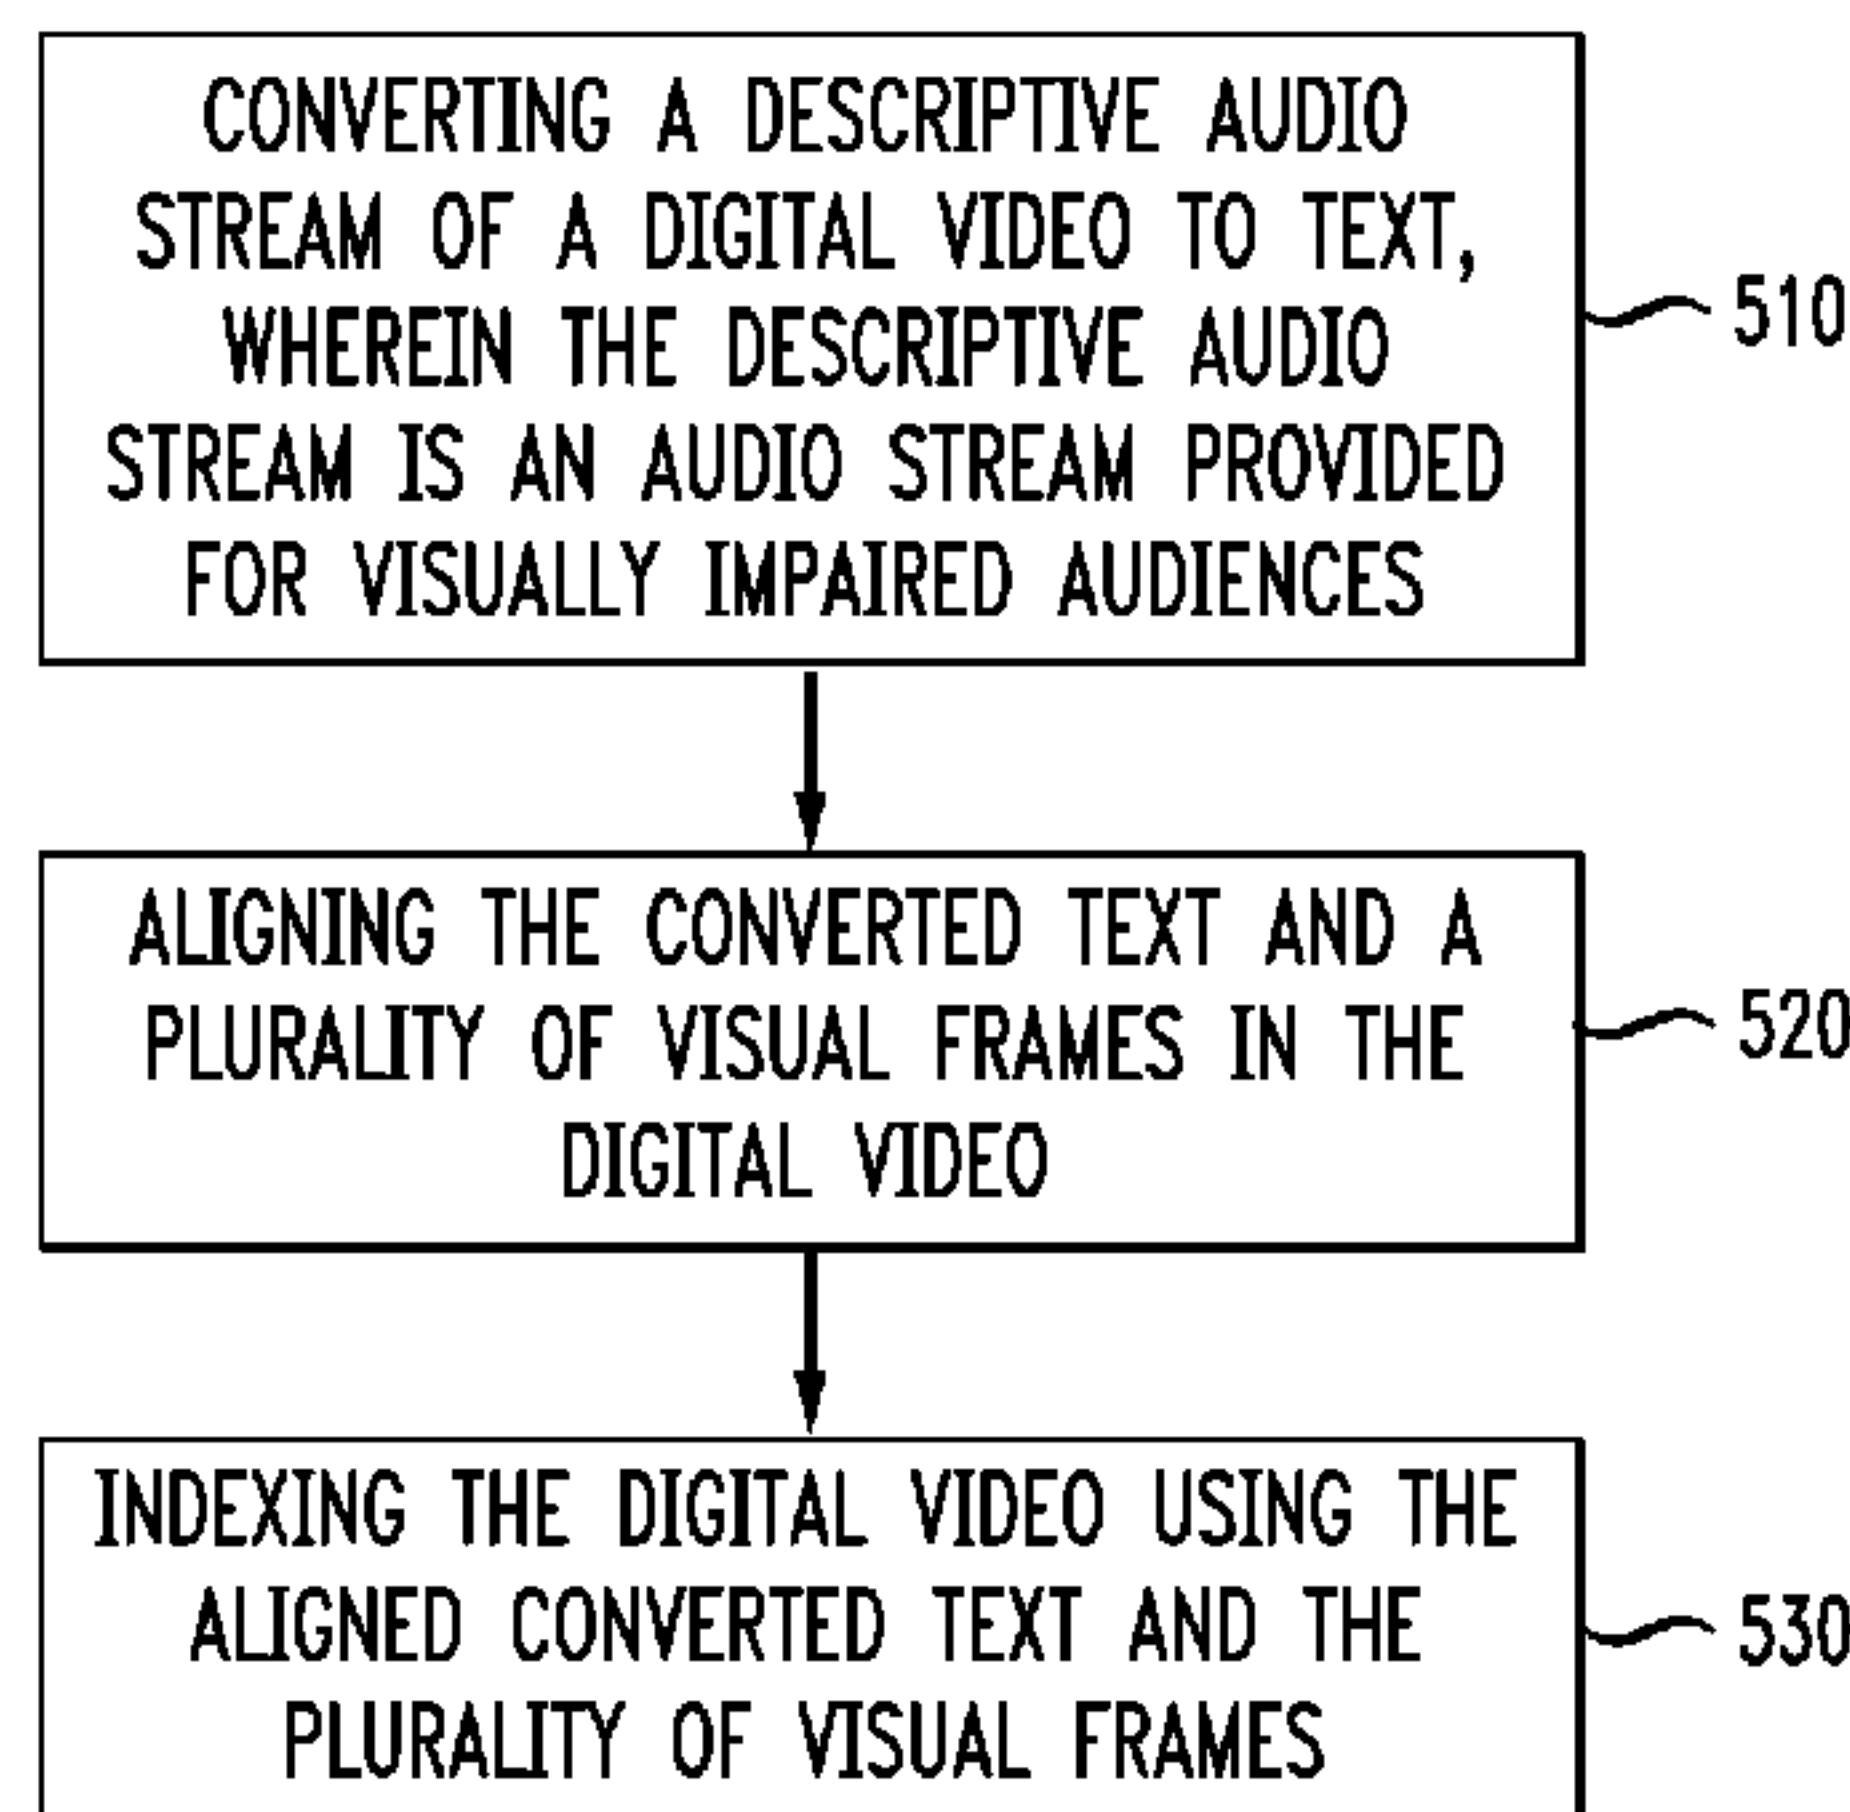 CONVERTING A DESCRIPTIVE AUDIO
STREAM OF A DIGITAL VIDEO TO TEXT,
WHEREIN THE DESCRIPTIVE AUDIO
STREAM IS AN AUDIO STREAM PROVIDED
FOR VISUALLY IMPAIRED AUDIENCES
510
ALIGNING THE CONVERTED TEXT AND A
PLURALITY OF VISUAL FRAMES IN THE
DIGITAL VIDEO
520
INDEXING THE DIGITAL VIDEO USING THE
ALIGNED CONVERTED TEXT AND THE
PLURALITY OF VISUAL FRAMES
530